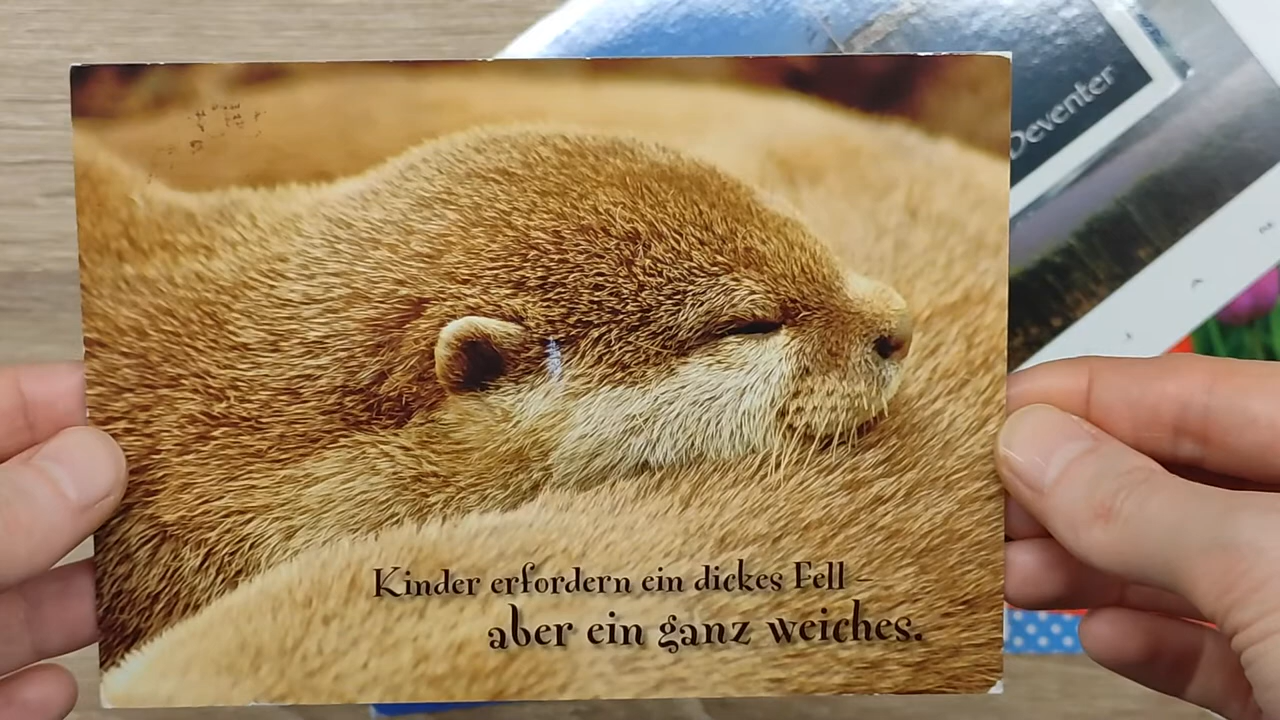 Deventer
Kinder erfordern ein dickes Fell –
aber ein ganz weiches.